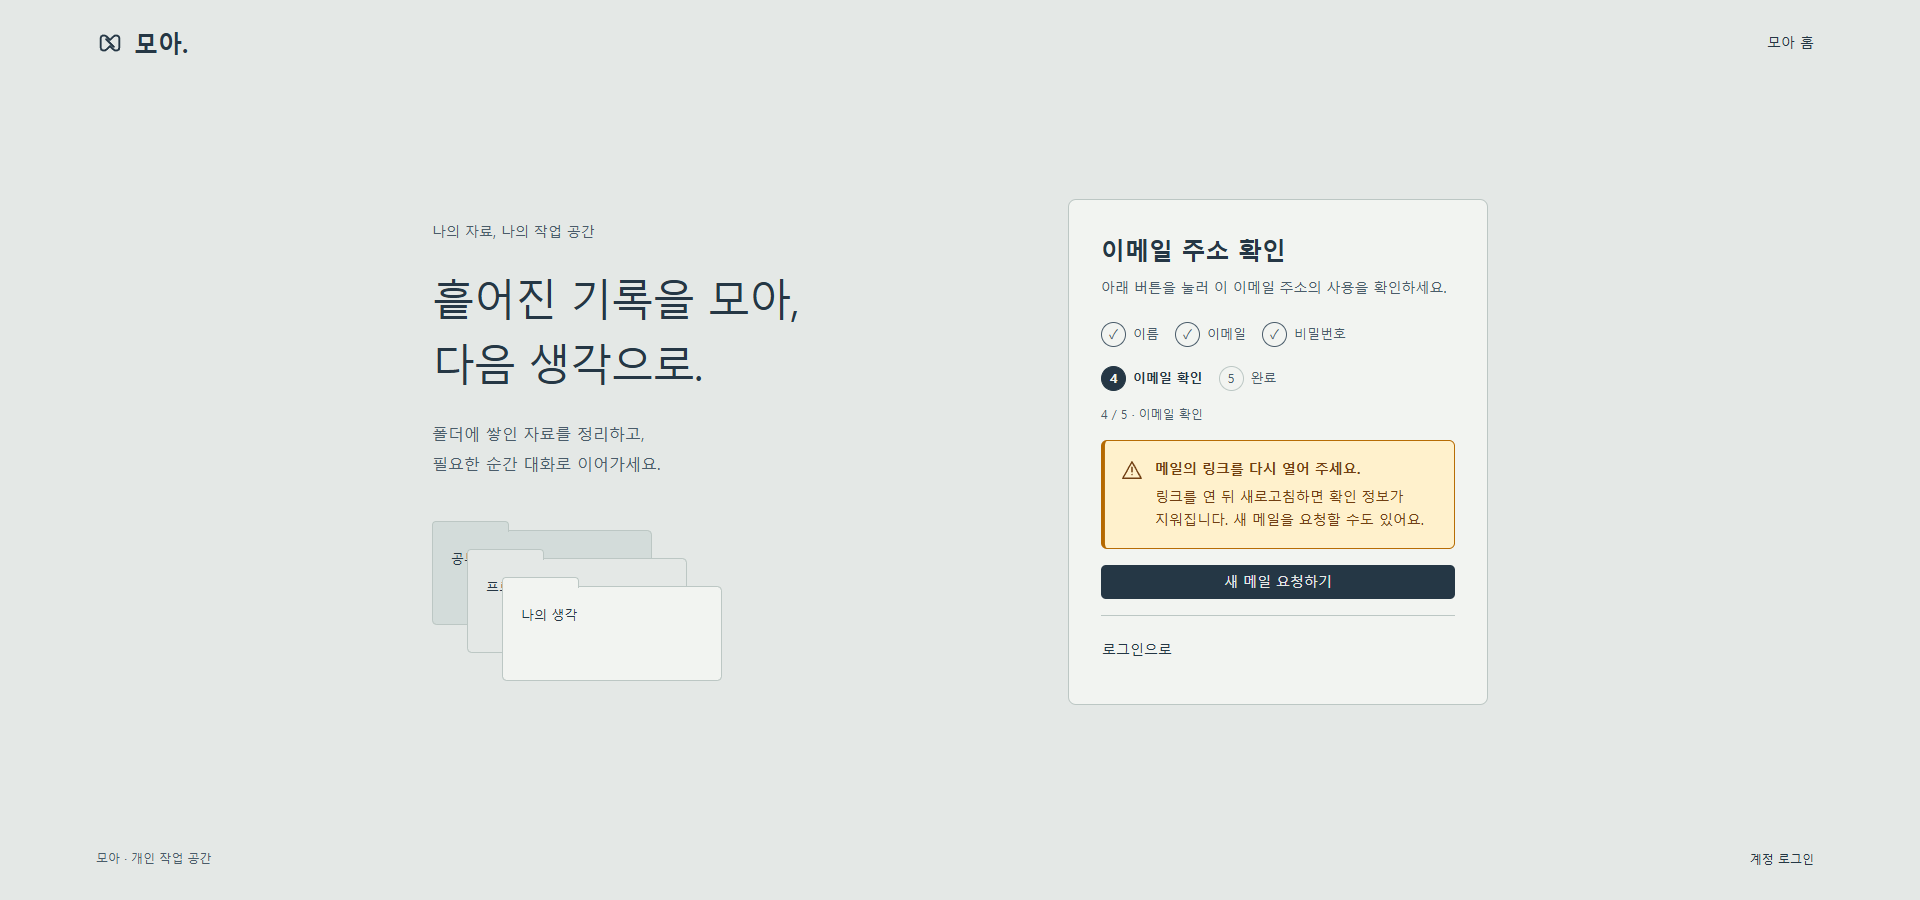 모아.
모아 홈
나의 자료, 나의 작업 공간
흩어진 기록을 모아,
다음 생각으로.
폴더에 쌓인 자료를 정리하고,
필요한 순간 대화로 이어가세요.
나의 생각
이메일 주소 확인
아래 버튼을 눌러 이 이메일 주소의 사용을 확인하세요.
✓ 이름 ✓ 이메일 ✓ 비밀번호
4 이메일 확인 5 완료
4 / 5 · 이메일 확인
메일의 링크를 다시 열어 주세요.
링크를 연 뒤 새로고침하면 확인 정보가
지워집니다. 새 메일을 요청할 수도 있어요.
새 메일 요청하기
로그인으로
모아 · 개인 작업 공간
계정 로그인